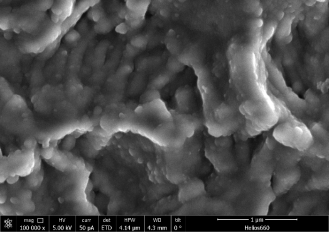 mag HV curr det HFW WD tilt 1 µm
100 000 x 5.00 kV 50 pA ETD 4.14 µm 4.3 mm 0 ° Helios660